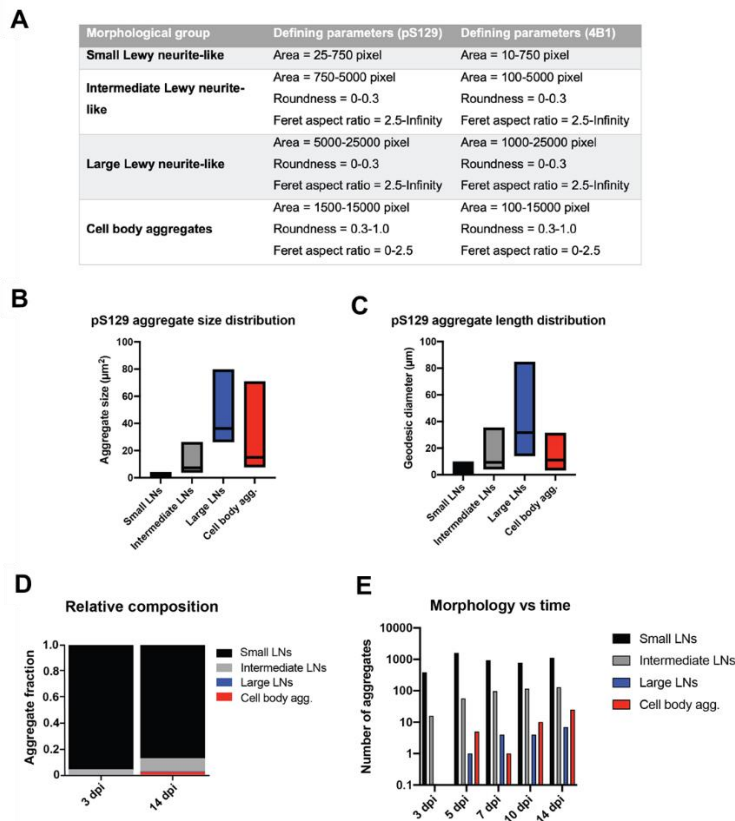 A
Morphological group Defining parameters (pS129) Defining parameters (4B1)
Small Lewy neurite-like Area = 25-750 pixel Area = 10-750 pixel
Intermediate Lewy neurite-like
Area = 750-5000 pixel Area = 100-5000 pixel
Roundness = 0-0.3 Roundness = 0-0.3
Feret aspect ratio = 2.5-Infinity Feret aspect ratio = 2.5-Infinity
Large Lewy neurite-like
Area = 5000-25000 pixel Area = 1000-25000 pixel
Roundness = 0-0.3 Roundness = 0-0.3
Feret aspect ratio = 2.5-Infinity Feret aspect ratio = 2.5-Infinity
Cell body aggregates
Area = 1500-15000 pixel Area = 100-15000 pixel
Roundness = 0.3-1.0 Roundness = 0.3-1.0
Feret aspect ratio = 0-2.5 Feret aspect ratio = 0-2.5
B
pS129 aggregate size distribution
Aggregate size (µm²)
100
80
60
40
20
0
Small LNs
Intermediate LNs
Large LNs
Cell body agg.
C
pS129 aggregate length distribution
Geodesic diameter (µm)
100
80
60
40
20
0
Small LNs
Intermediate LNs
Large LNs
Cell body agg.
D
Relative composition
Aggregate fraction
1.0
0.8
0.6
0.4
0.2
0
3 dpi
14 dpi
Small LNs
Intermediate LNs
Large LNs
Cell body agg.
E
Morphology vs time
Number of aggregates
10000
1000
100
10
1
0.1
3 dpi
5 dpi
7 dpi
10 dpi
14 dpi
Small LNs
Intermediate LNs
Large LNs
Cell body agg.